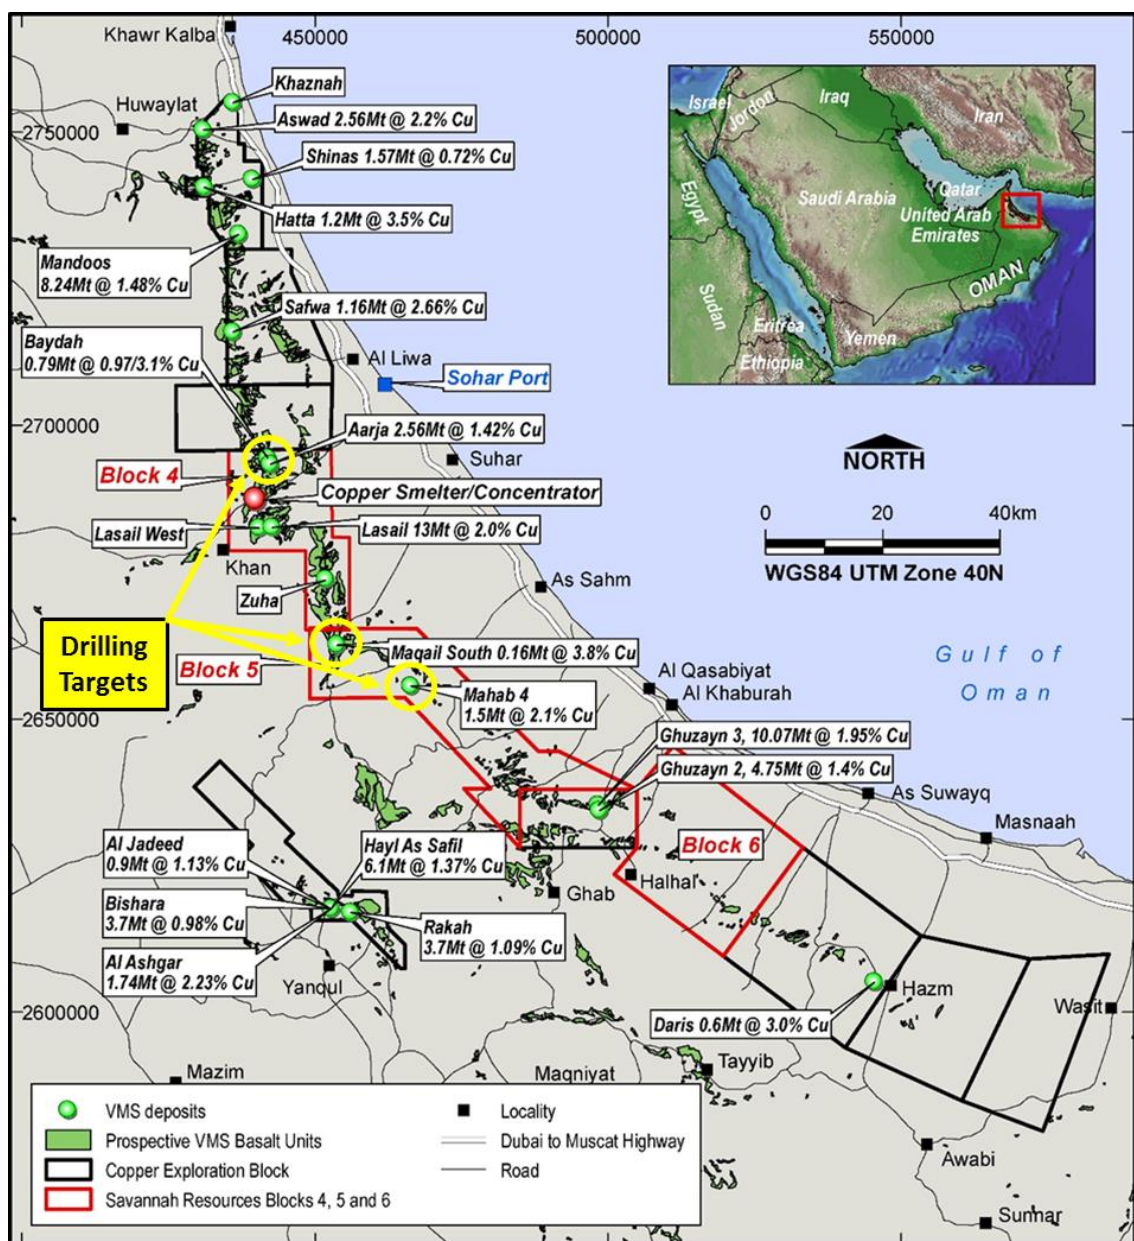 450000
500000
550000
Khawr Kalba
Khaznah
Huwaylat
Aswad 2.56Mt @ 2.2% Cu
2750000
Shinas 1.57Mt @ 0.72% Cu
Hatta 1.2Mt @ 3.5% Cu
Mandoos
8.24Mt @ 1.48% Cu
Safwa 1.16Mt @ 2.66% Cu
Baydah
0.79Mt @ 0.97/3.1% Cu
Al Liwa
Sohar Port
2700000
Aarja 2.56Mt @ 1.42% Cu
Suhar
Block 4
Copper Smelter/Concentrator
Lasail West
Lasail 13Mt @ 2.0% Cu
Khan
Zuha
As Sahm
Drilling
Targets
Block 5
Maqail South 0.16Mt @ 3.8% Cu
Mahab 4
1.5Mt @ 2.1% Cu
Al Qasabiyat
Al Khaburah
2650000
Ghuzayn 3, 10.07Mt @ 1.95% Cu
Ghuzayn 2, 4.75Mt @ 1.4% Cu
As Suwayq
Masnaah
Block 6
Al Jadeed
0.9Mt @ 1.13% Cu
Hayl As Safil
6.1Mt @ 1.37% Cu
Ghab
Halhal
Bishara
3.7Mt @ 0.98% Cu
Rakah
3.7Mt @ 1.09% Cu
Al Ashgar
1.74Mt @ 2.23% Cu
Yanqul
Hazm
Wasit
2600000
Daris 0.6Mt @ 3.0% Cu
Mazim
Maqniyat
Tayyib
Awabi
Sunnar
Israel
Jordon
Iraq
Iran
Egypt
Saudi Arabia
Qatar
United Arab
Emirates
OMAN
Sudan
Eritrea
Yemen
Ethiopia
NORTH
0
20
40km
WGS84 UTM Zone 40N
Gulf of
Oman
VMS deposits
Prospective VMS Basalt Units
Copper Exploration Block
Savannah Resources Blocks 4, 5 and 6
Locality
Dubai to Muscat Highway
Road